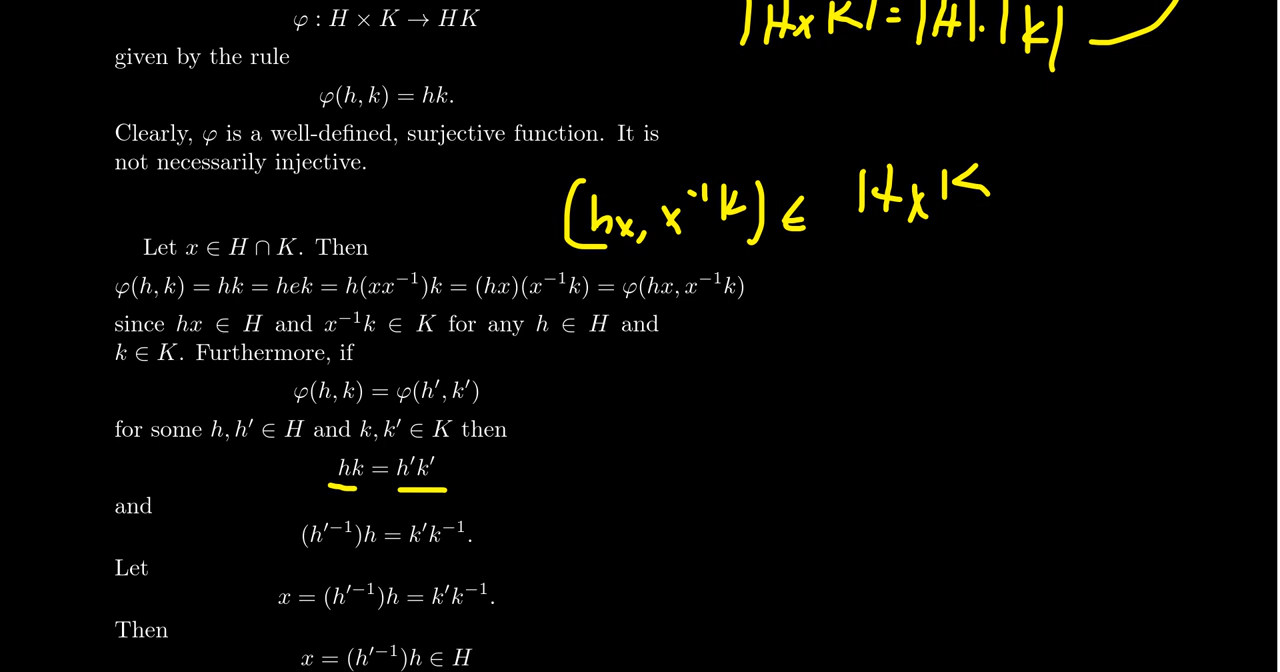 φ : H × K → HK
|H×K| = |H|·|K|
given by the rule
φ(h, k) = hk.
Clearly, φ is a well-defined, surjective function. It is
not necessarily injective.
(hx, x⁻¹k) ∈ H×K
Let x ∈ H ∩ K. Then
φ(h, k) = hk = hek = h(xx⁻¹)k = (hx)(x⁻¹k) = φ(hx, x⁻¹k)
since hx ∈ H and x⁻¹k ∈ K for any h ∈ H and
k ∈ K. Furthermore, if
φ(h, k) = φ(h′, k′)
for some h, h′ ∈ H and k, k′ ∈ K then
hk = h′k′
and
(h′⁻¹)h = k′k⁻¹.
Let
x = (h′⁻¹)h = k′k⁻¹.
Then
x = (h′⁻¹)h ∈ H